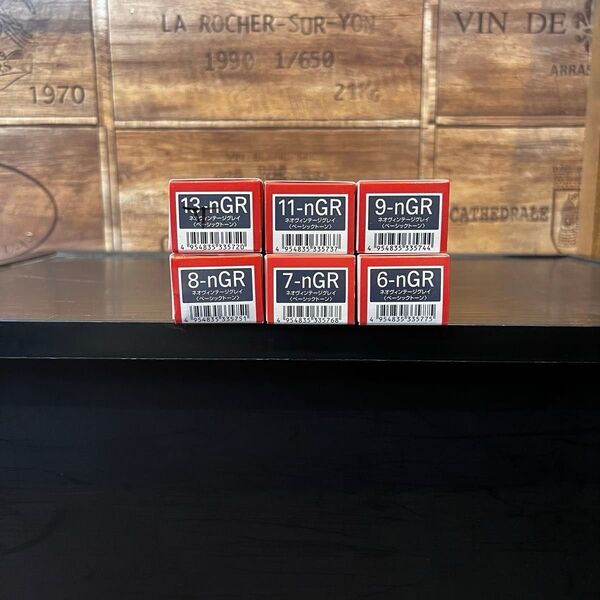 LA ROCHER-SUR-YON
1990 1/650
21Kg
1970
VIN DE
ARRAS
CATHEDRALE
13-nGR
ネオヴィンテージグレイ
〈ベーシックトーン〉
4 954835 335720
11-nGR
ネオヴィンテージグレイ
〈ベーシックトーン〉
4 954835 335737
9-nGR
ネオヴィンテージグレイ
〈ベーシックトーン〉
4 954835 335744
8-nGR
ネオヴィンテージグレイ
〈ベーシックトーン〉
4 954835 335751
7-nGR
ネオヴィンテージグレイ
〈ベーシックトーン〉
4 954835 335768
6-nGR
ネオヴィンテージグレイ
〈ベーシックトーン〉
4 954835 335775